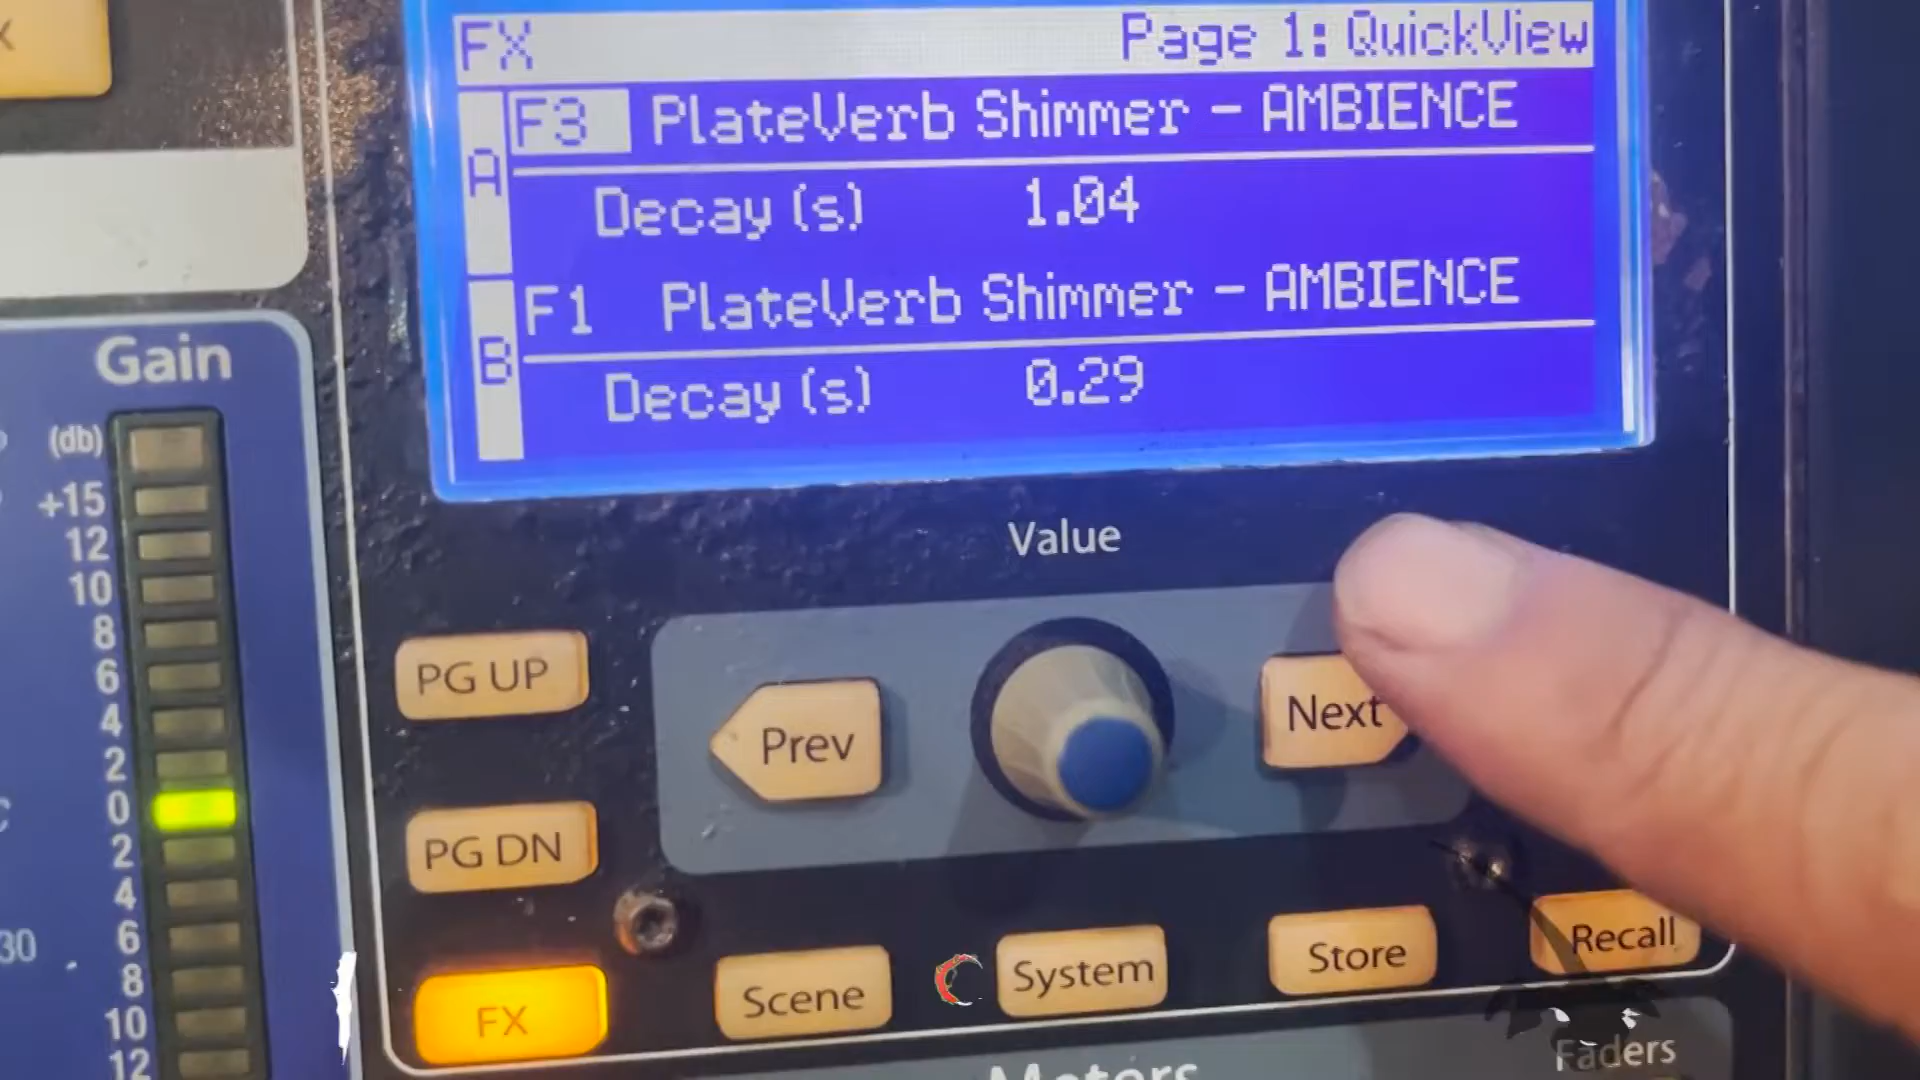 FX Page 1: QuickView
A F3 PlateVerb Shimmer - AMBIENCE
Decay (s) 1.04
B F1 PlateVerb Shimmer - AMBIENCE
Decay (s) 0.29
Gain
(db)
+15
12
10
8
6
4
2
0
2
4
6
8
10
12
30
Value
PG UP
Prev
Next
PG DN
FX
Scene
System
Store
Recall
Faders
Meters